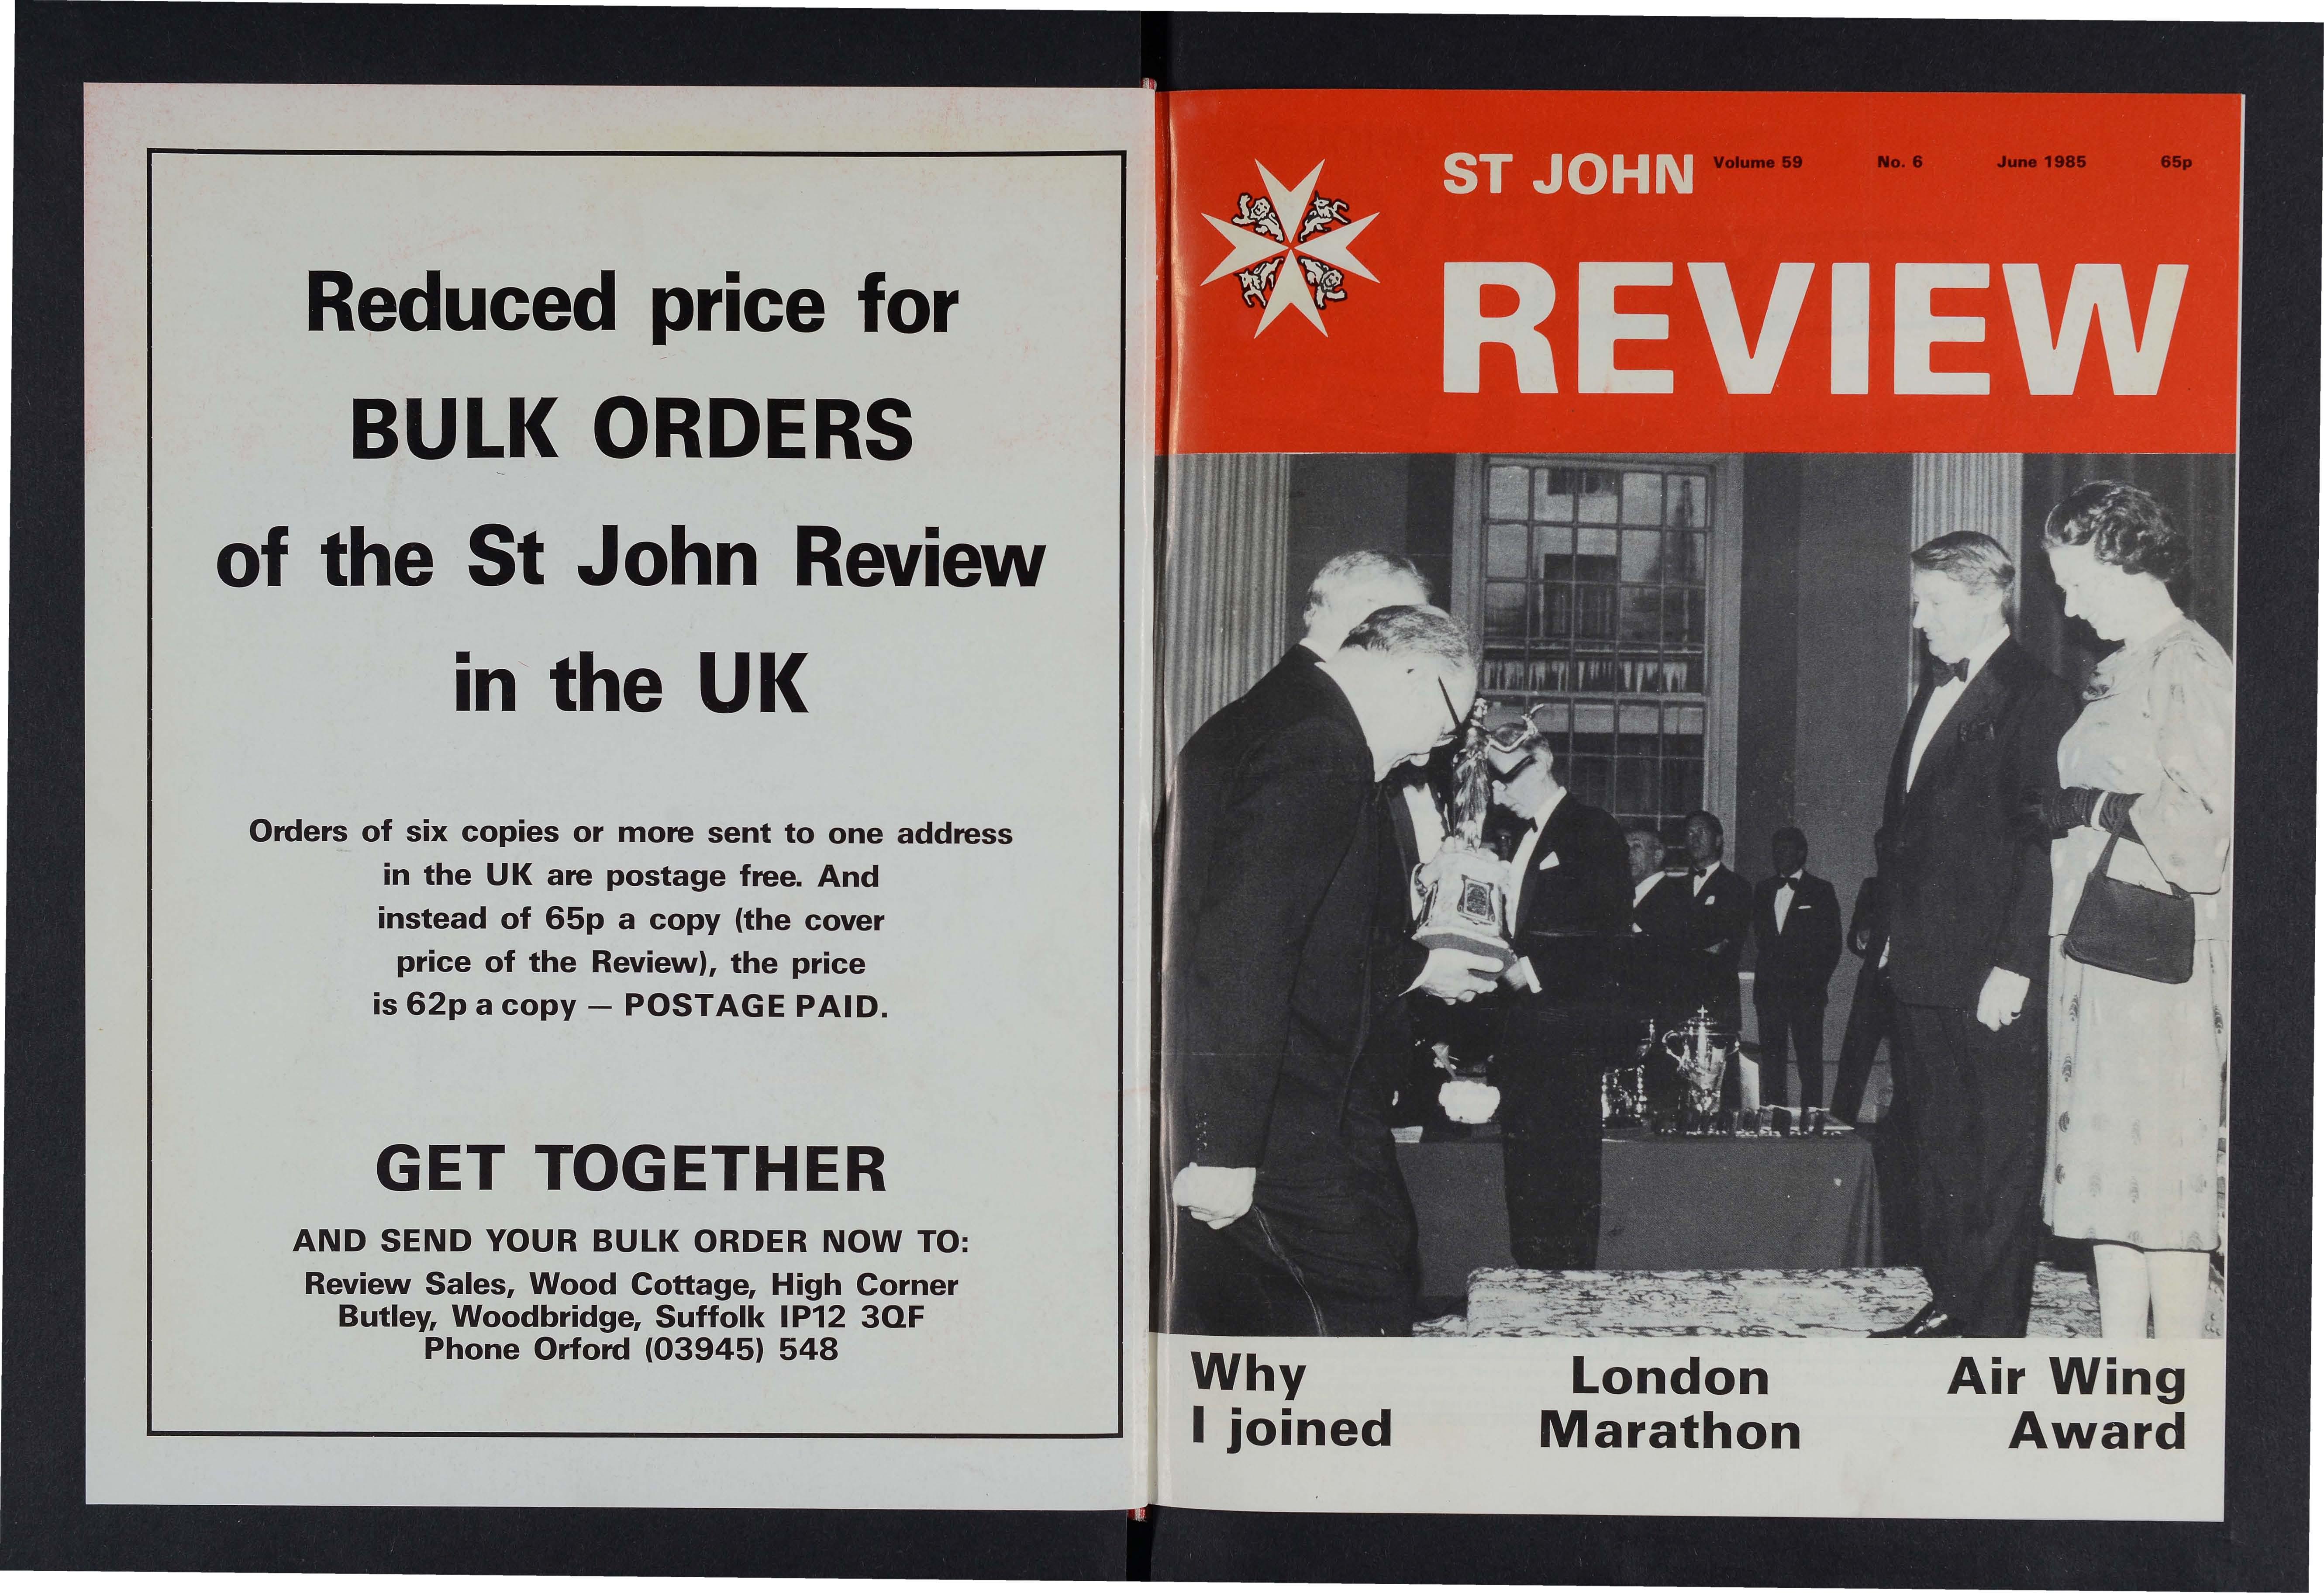 Reduced price for
BULK ORDERS
of the St John Review
in the UK
Orders of six copies or more sent to one address
in the UK are postage free. And
instead of 65p a copy (the cover
price of the Review), the price
is 62p a copy — POSTAGE PAID.
GET TOGETHER
AND SEND YOUR BULK ORDER NOW TO:
Review Sales, Wood Cottage, High Corner
Butley, Woodbridge, Suffolk IP12 3QF
Phone Orford (03945) 548
ST JOHN Volume 59 No. 6 June 1985 65p
REVIEW
Why
I joined
London
Marathon
Air Wing
Award